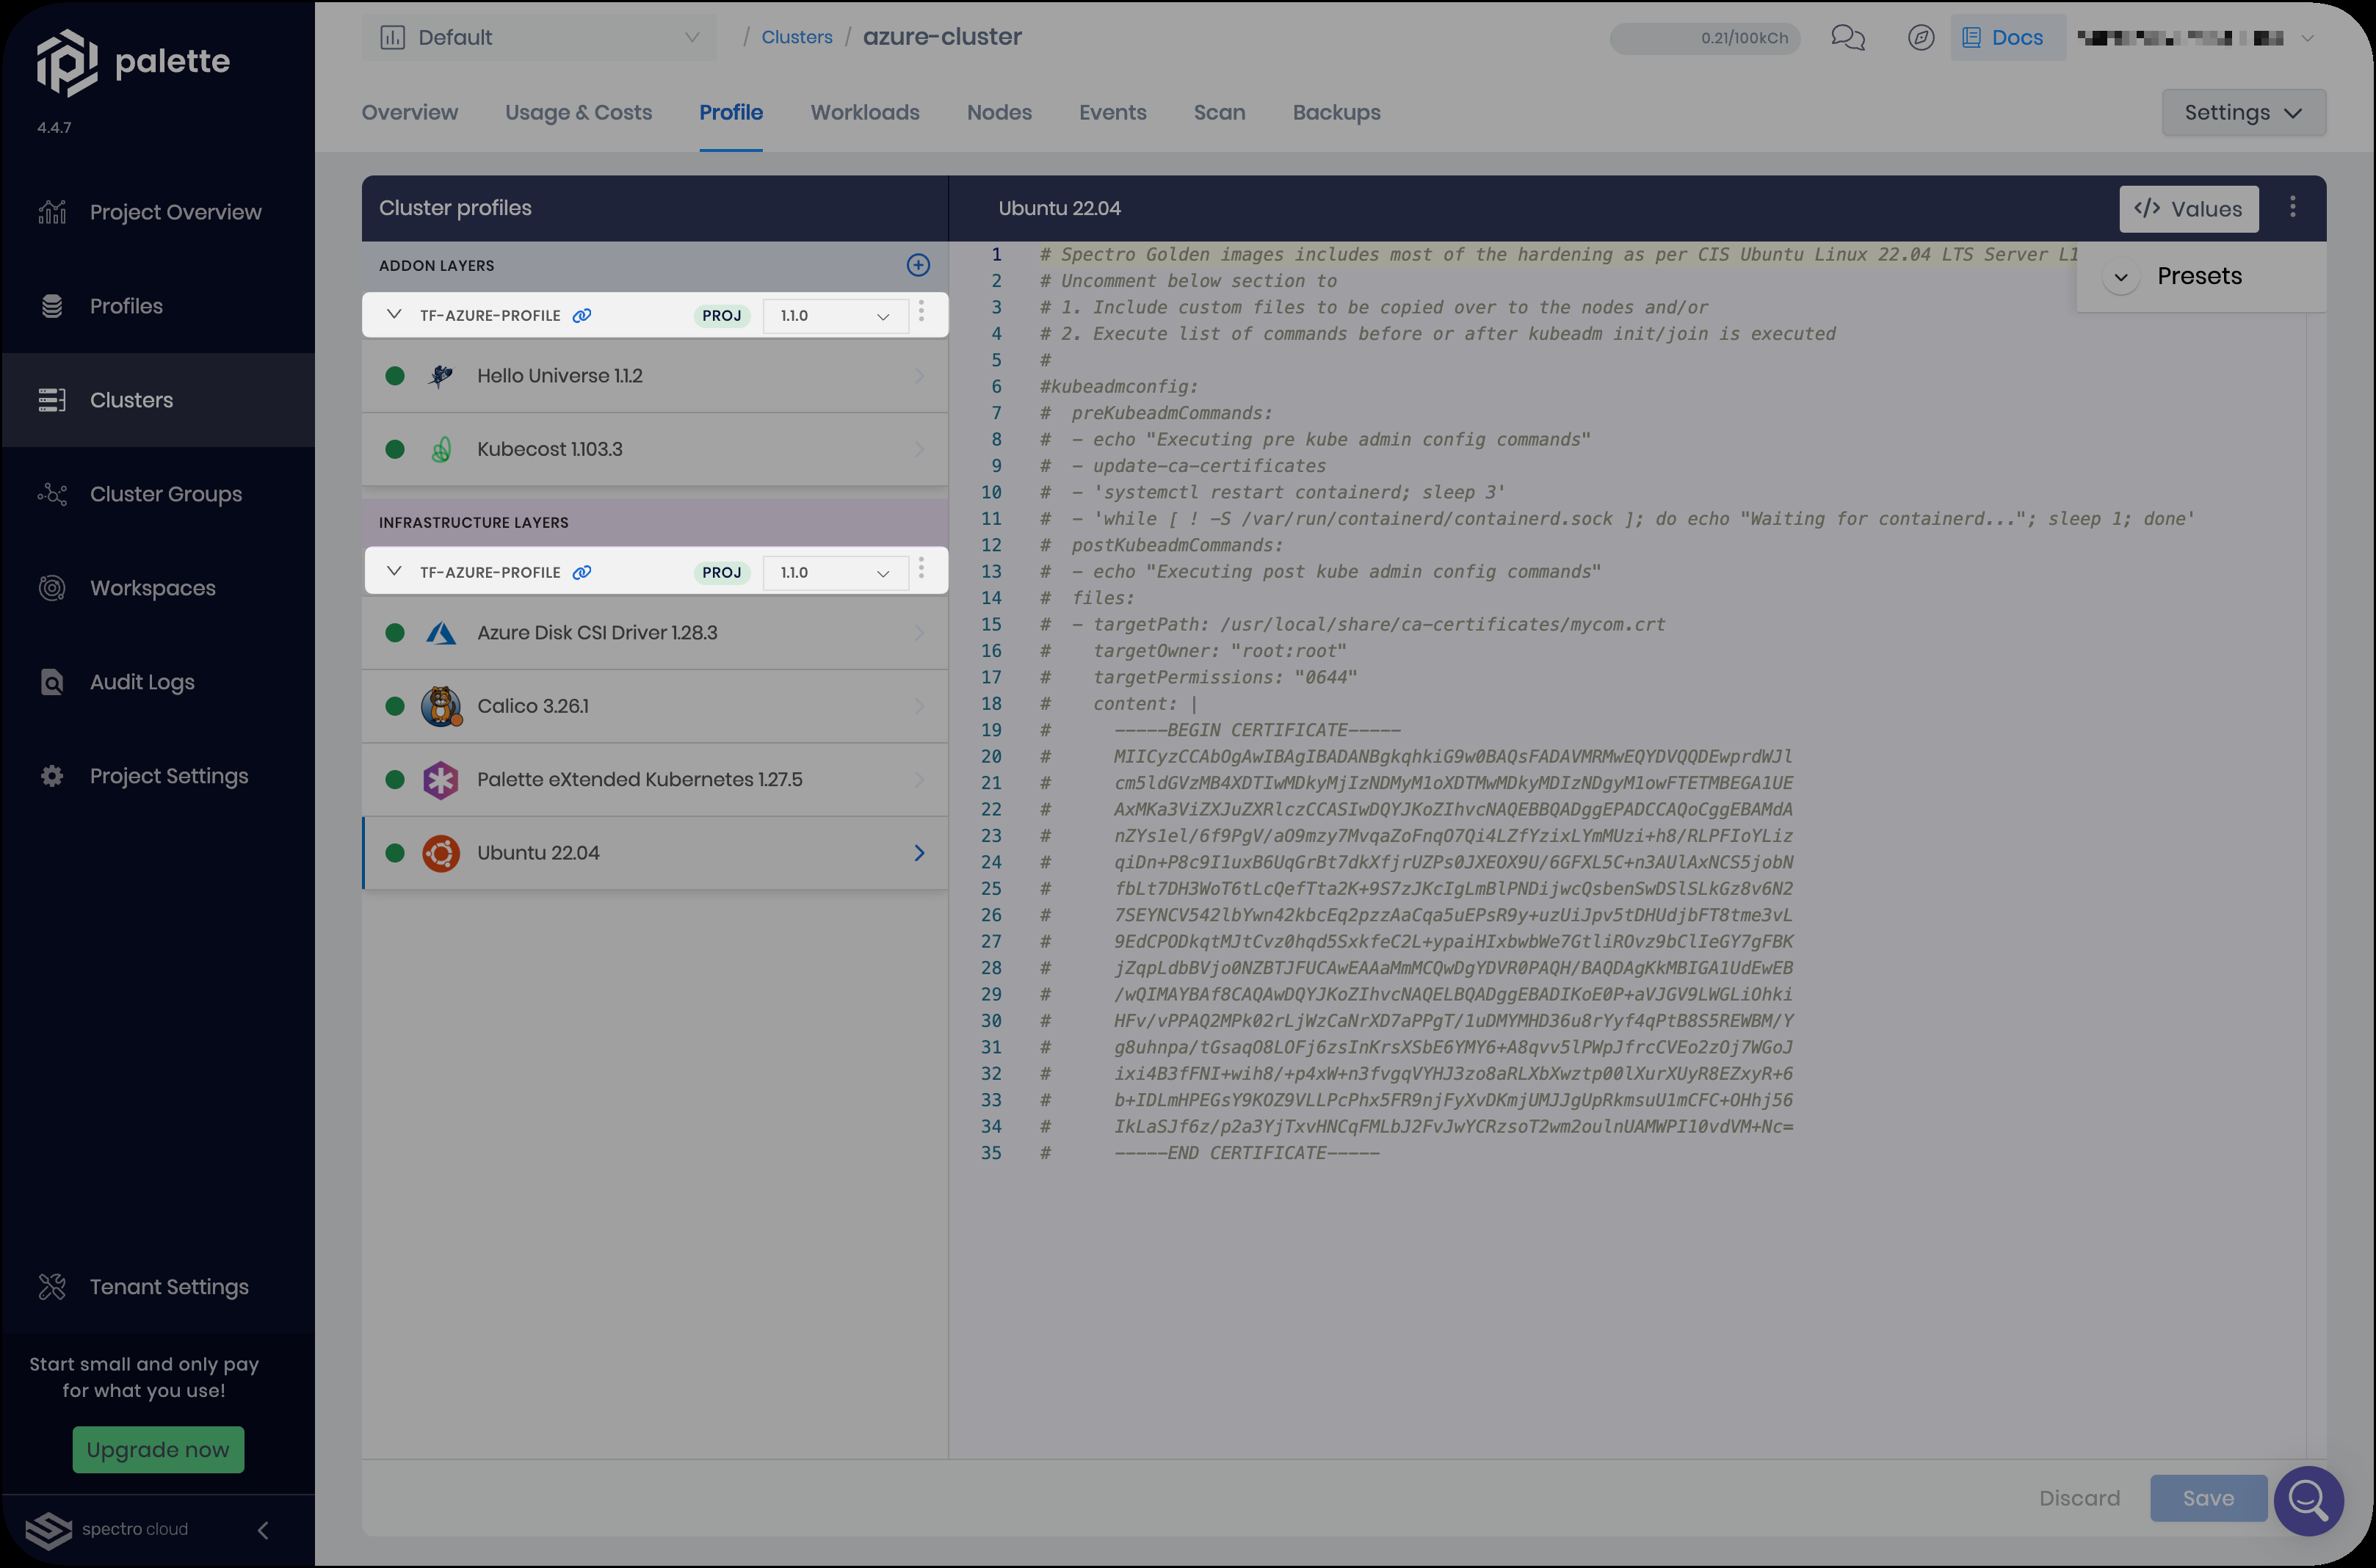 palette
4.4.7
Project Overview
Profiles
Clusters
Cluster Groups
Workspaces
Audit Logs
Project Settings
Tenant Settings
Start small and only pay
for what you use!
Upgrade now
spectro cloud
Default
/ Clusters / azure-cluster
0.21/100kCh
Docs
Overview Usage & Costs Profile Workloads Nodes Events Scan Backups
Settings
Cluster profiles
ADDON LAYERS
TF-AZURE-PROFILE PROJ 1.1.0
Hello Universe 1.1.2
Kubecost 1.103.3
INFRASTRUCTURE LAYERS
TF-AZURE-PROFILE PROJ 1.1.0
Azure Disk CSI Driver 1.28.3
Calico 3.26.1
Palette eXtended Kubernetes 1.27.5
Ubuntu 22.04
Ubuntu 22.04
</> Values
Presets
1 # Spectro Golden images includes most of the hardening as per CIS Ubuntu Linux 22.04 LTS Server L1
2 # Uncomment below section to
3 # 1. Include custom files to be copied over to the nodes and/or
4 # 2. Execute list of commands before or after kubeadm init/join is executed
5 #
6 #kubeadmconfig:
7 #  preKubeadmCommands:
8 #  - echo "Executing pre kube admin config commands"
9 #  - update-ca-certificates
10 #  - 'systemctl restart containerd; sleep 3'
11 #  - 'while [ ! -S /var/run/containerd/containerd.sock ]; do echo "Waiting for containerd..."; sleep 1; done'
12 #  postKubeadmCommands:
13 #  - echo "Executing post kube admin config commands"
14 #  files:
15 #  - targetPath: /usr/local/share/ca-certificates/mycom.crt
16 #    targetOwner: "root:root"
17 #    targetPermissions: "0644"
18 #    content: |
19 #      -----BEGIN CERTIFICATE-----
20 #      MIICyzCCAbOgAwIBAgIBADANBgkqhkiG9w0BAQsFADAVMRMwEQYDVQQDEwprdWJl
21 #      cm5ldGVzMB4XDTIwMDkyMjIzNDMyM1oXDTMwMDkyMDIzNDgyM1owFTETMBEGA1UE
22 #      AxMKa3ViZXJuZXRlczCCASIwDQYJKoZIhvcNAQEBBQADggEPADCCAQoCggEBAMdA
23 #      nZYs1el/6f9PgV/aO9mzy7MvqaZoFnqO7Qi4LZfYzixLYmMUzi+h8/RLPFIoYLiz
24 #      qiDn+P8c9I1uxB6UqGrBt7dkXfjrUZPs0JXEOX9U/6GFXL5C+n3AUlAxNCS5jobN
25 #      fbLt7DH3WoT6tLcQefTta2K+9S7zJKcIgLmBlPNDijwcQsbenSwDSlSLkGz8v6N2
26 #      7SEYNCV542lbYwn42kbcEq2pzzAaCqa5uEPsR9y+uzUiJpv5tDHUdjbFT8tme3vL
27 #      9EdCPODkqtMJtCvz0hqd5SxkfeC2L+ypaiHIxbwbWe7GtliROvz9bClIeGY7gFBK
28 #      jZqpLdbBVjo0NZBTJFUCAwEAAaMmMCQwDgYDVR0PAQH/BAQDAgKkMBIGA1UdEwEB
29 #      /wQIMAYBAf8CAQAwDQYJKoZIhvcNAQELBQADggEBADIKoE0P+aVJGV9LWGLiOhki
30 #      HFv/vPPAQ2MPk02rLjWzCaNrXD7aPPgT/1uDMYMHD36u8rYyf4qPtB8S5REWBM/Y
31 #      g8uhnpa/tGsaqO8LOFj6zsInKrsXSbE6YMY6+A8qvv5lPWpJfrcCVEo2zOj7WGoJ
32 #      ixi4B3fFNI+wih8/+p4xW+n3fvgqVYHJ3zo8aRLXbXwztp00lXurXUyR8EZxyR+6
33 #      b+IDLmHPEGsY9KOZ9VLLPcPhx5FR9njFyXvDKmjUMJJgUpRkmsuU1mCFC+OHhj56
34 #      IkLaSJf6z/p2a3YjTxvHNCqFMLbJ2FvJwYCRzsoT2wm2oulnUAMWPI10vdVM+Nc=
35 #      -----END CERTIFICATE-----
Discard
Save